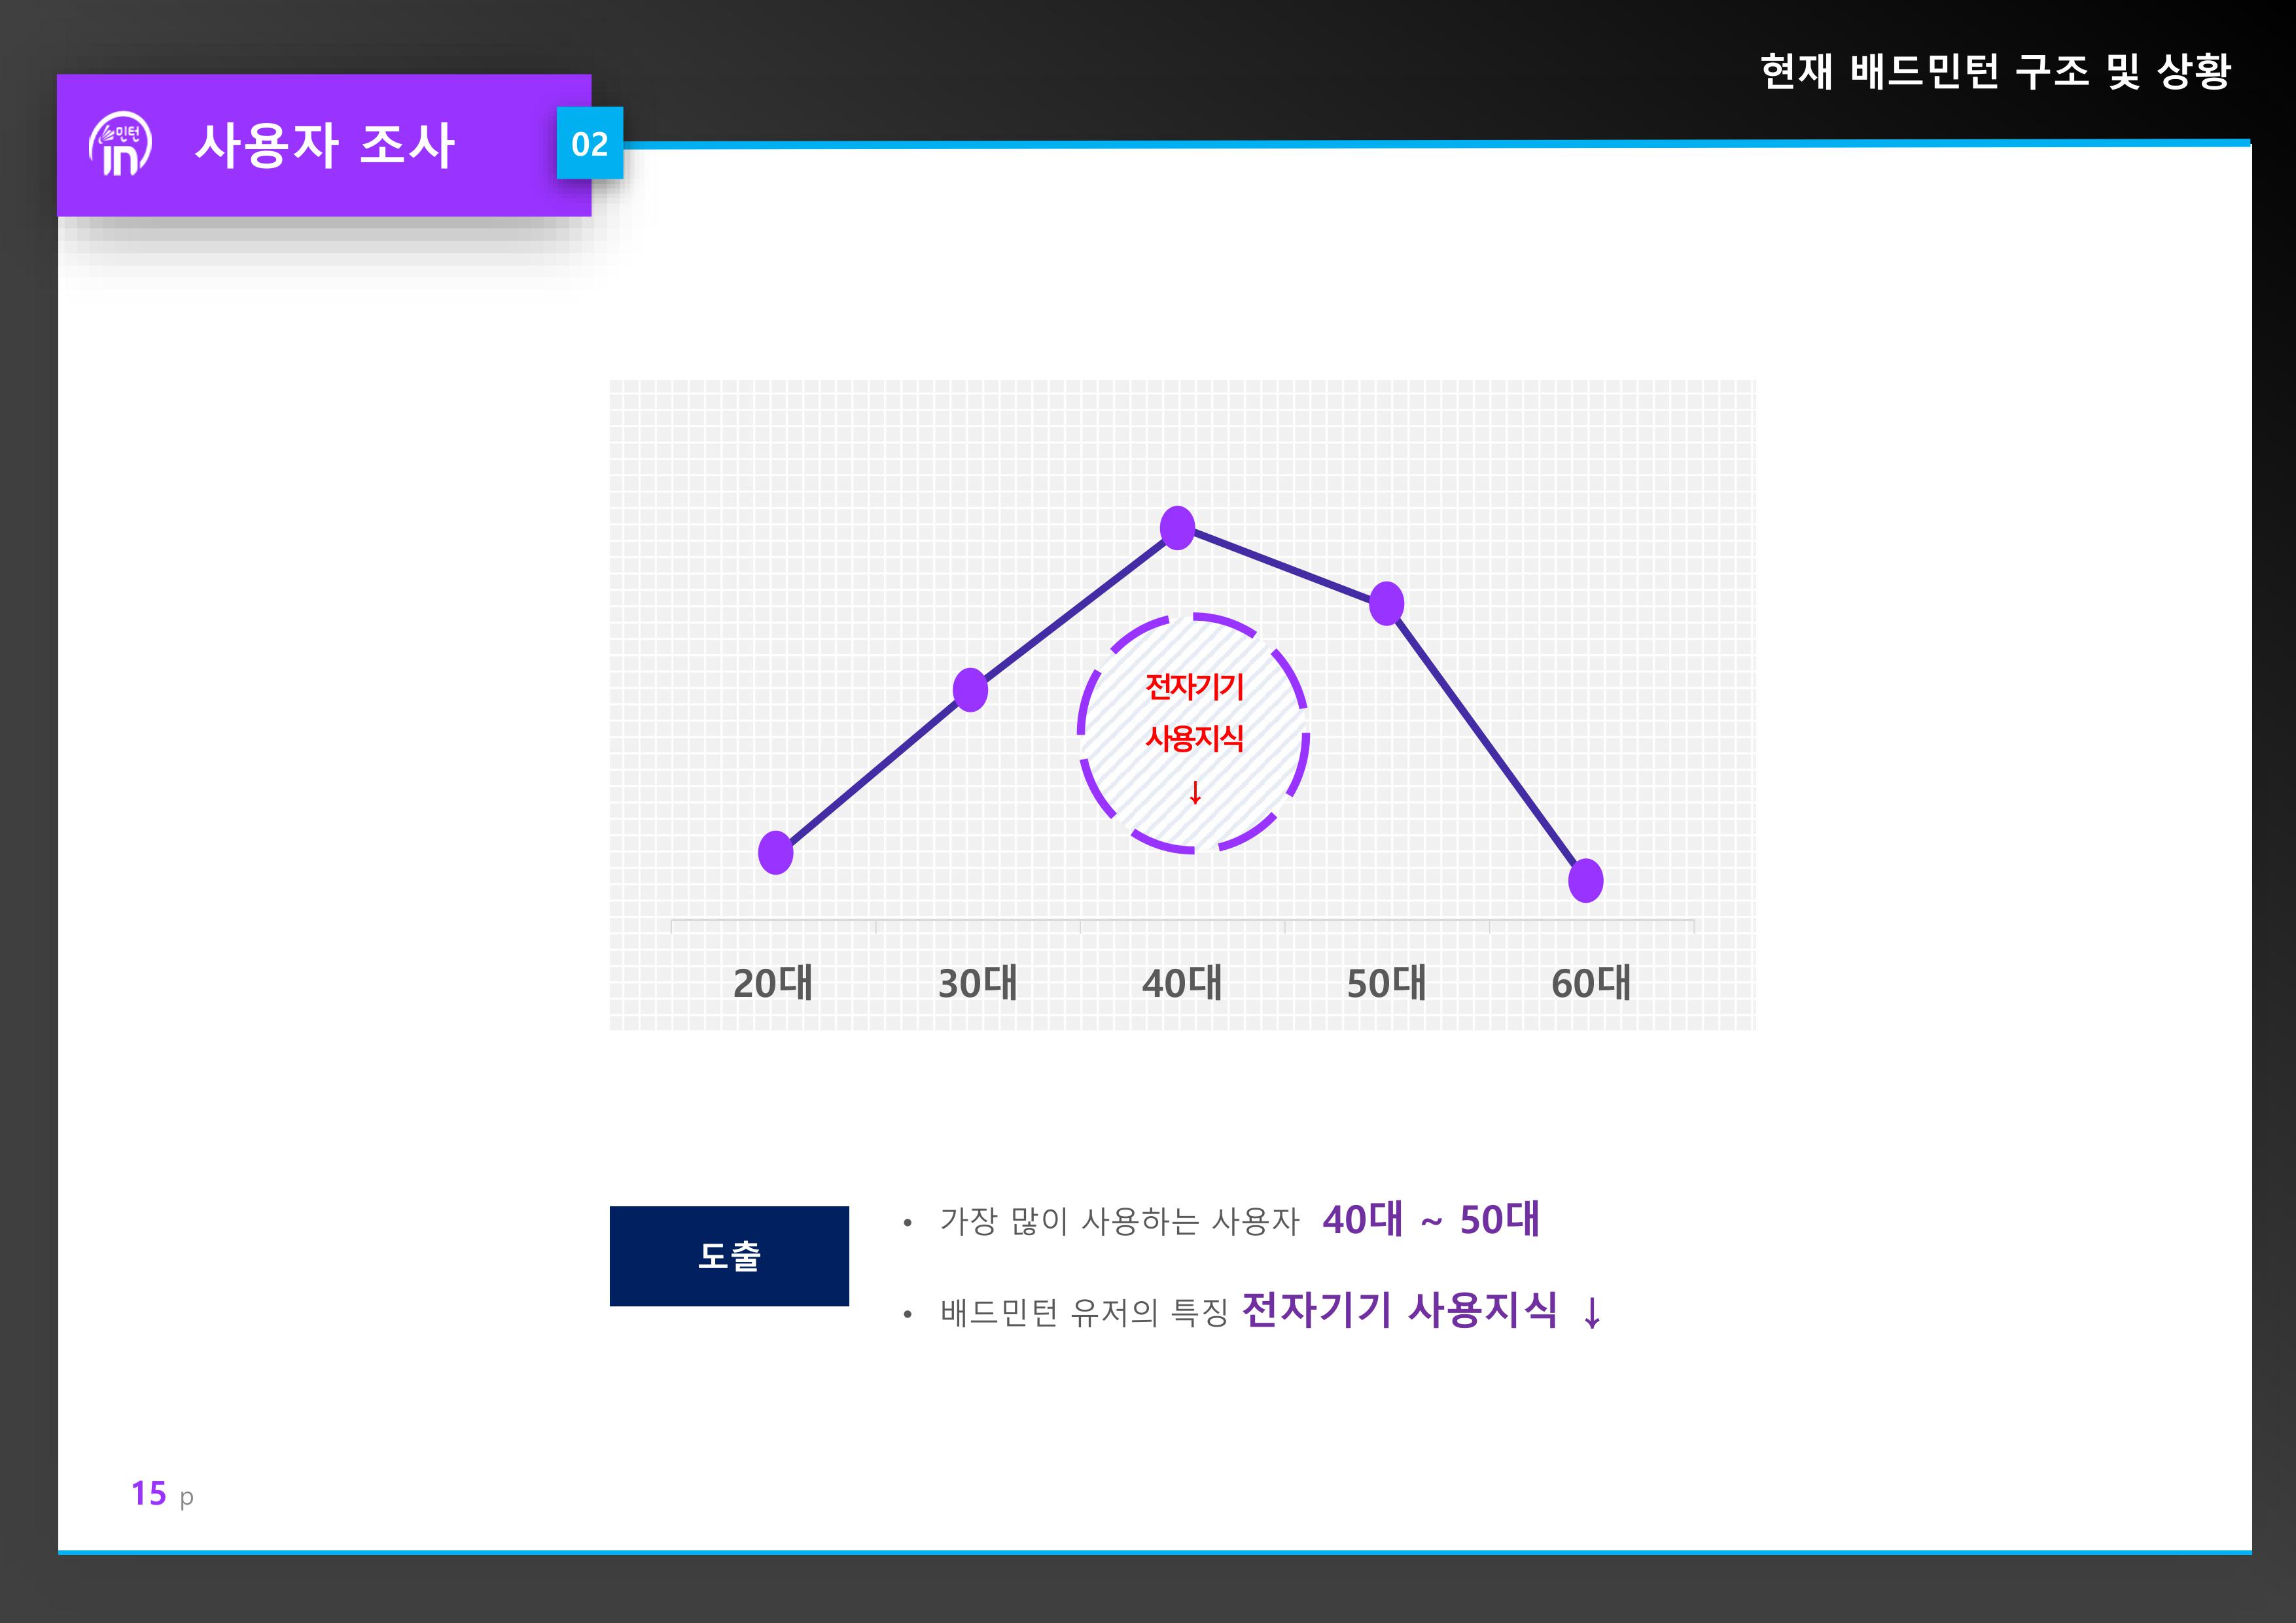 현재 배드민턴 구조 및 상황
민턴
in
사용자 조사
02
전자기기
사용지식
↓
20대 30대 40대 50대 60대
도출
• 가장 많이 사용하는 사용자 40대 ~ 50대
• 배드민턴 유저의 특징 전자기기 사용지식 ↓
15 p